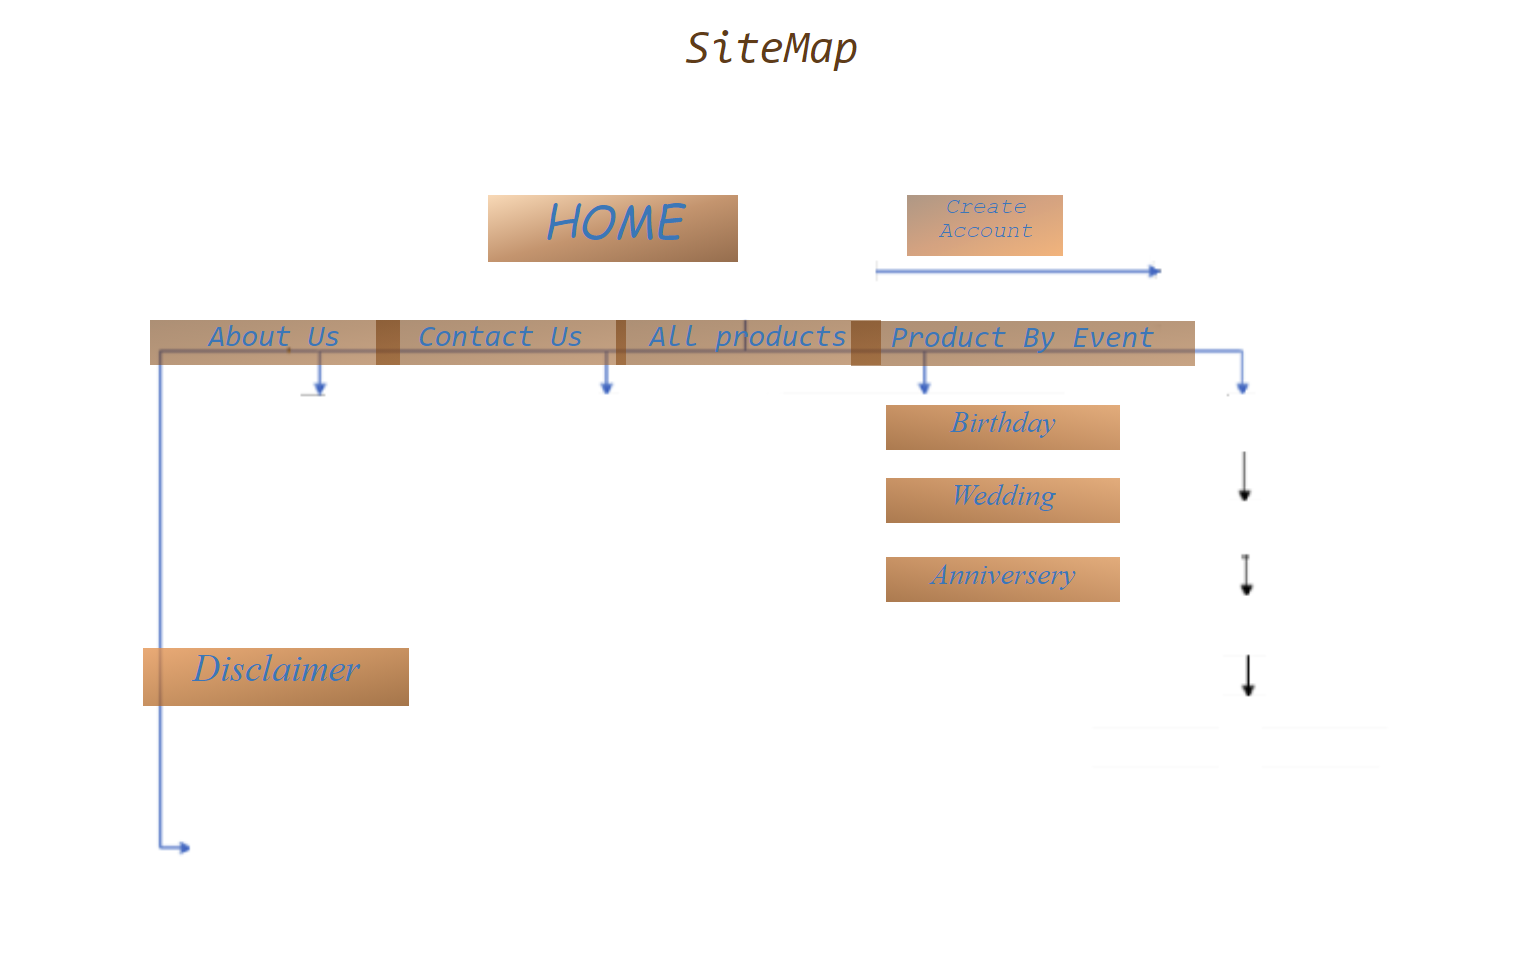 SiteMap
HOME
Create
Account
About Us
Contact Us
All products
Product By Event
Birthday
Wedding
Anniversery
Disclaimer